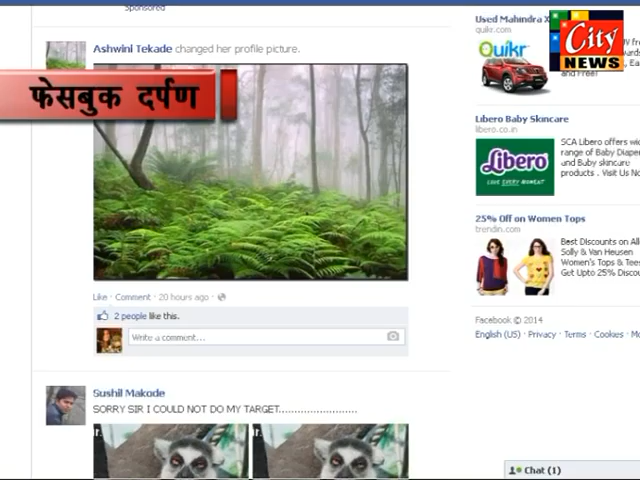 Sponsored
Ashwini Tekade changed her profile picture.
फेसबुक दर्पण
Like · Comment · 20 hours ago
2 people like this.
Write a comment...
Sushil Makode
SORRY SIR I COULD NOT DO MY TARGET........................
Used Mahindra X
quikr.com
Quikr
and Free!
City
NEWS
Libero Baby Skincare
libero.co.in
Libero
LOVE EVERY MOMENT
SCA Libero offers wi
range of Baby Diaper
and Baby skincare
products . Visit Us No
25% Off on Women Tops
trendin.com
Best Discounts on All
Solly & Van Heusen
Women's Tops & Tees
Get Upto 25% Discou
Facebook © 2014
English (US) · Privacy · Terms · Cookies · Mo
Chat (1)